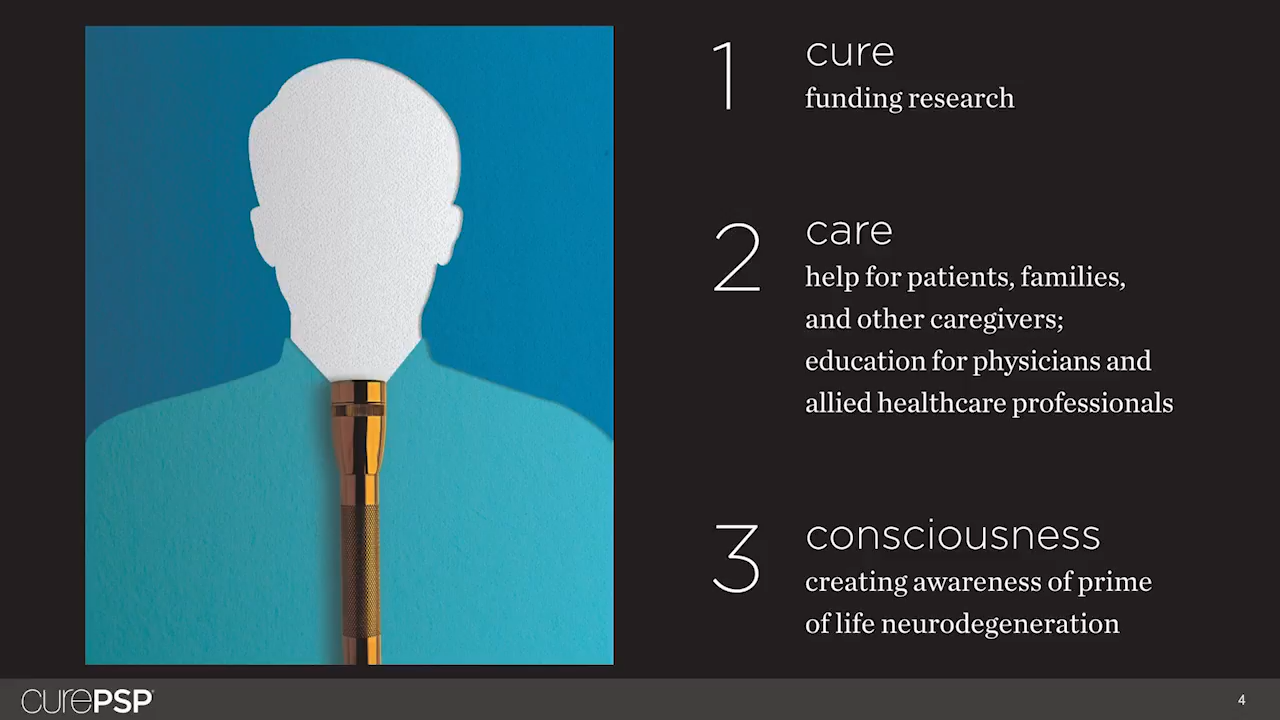 1
cure
funding research
2
care
help for patients, families,
and other caregivers;
education for physicians and
allied healthcare professionals
3
consciousness
creating awareness of prime
of life neurodegeneration
curePSP
4